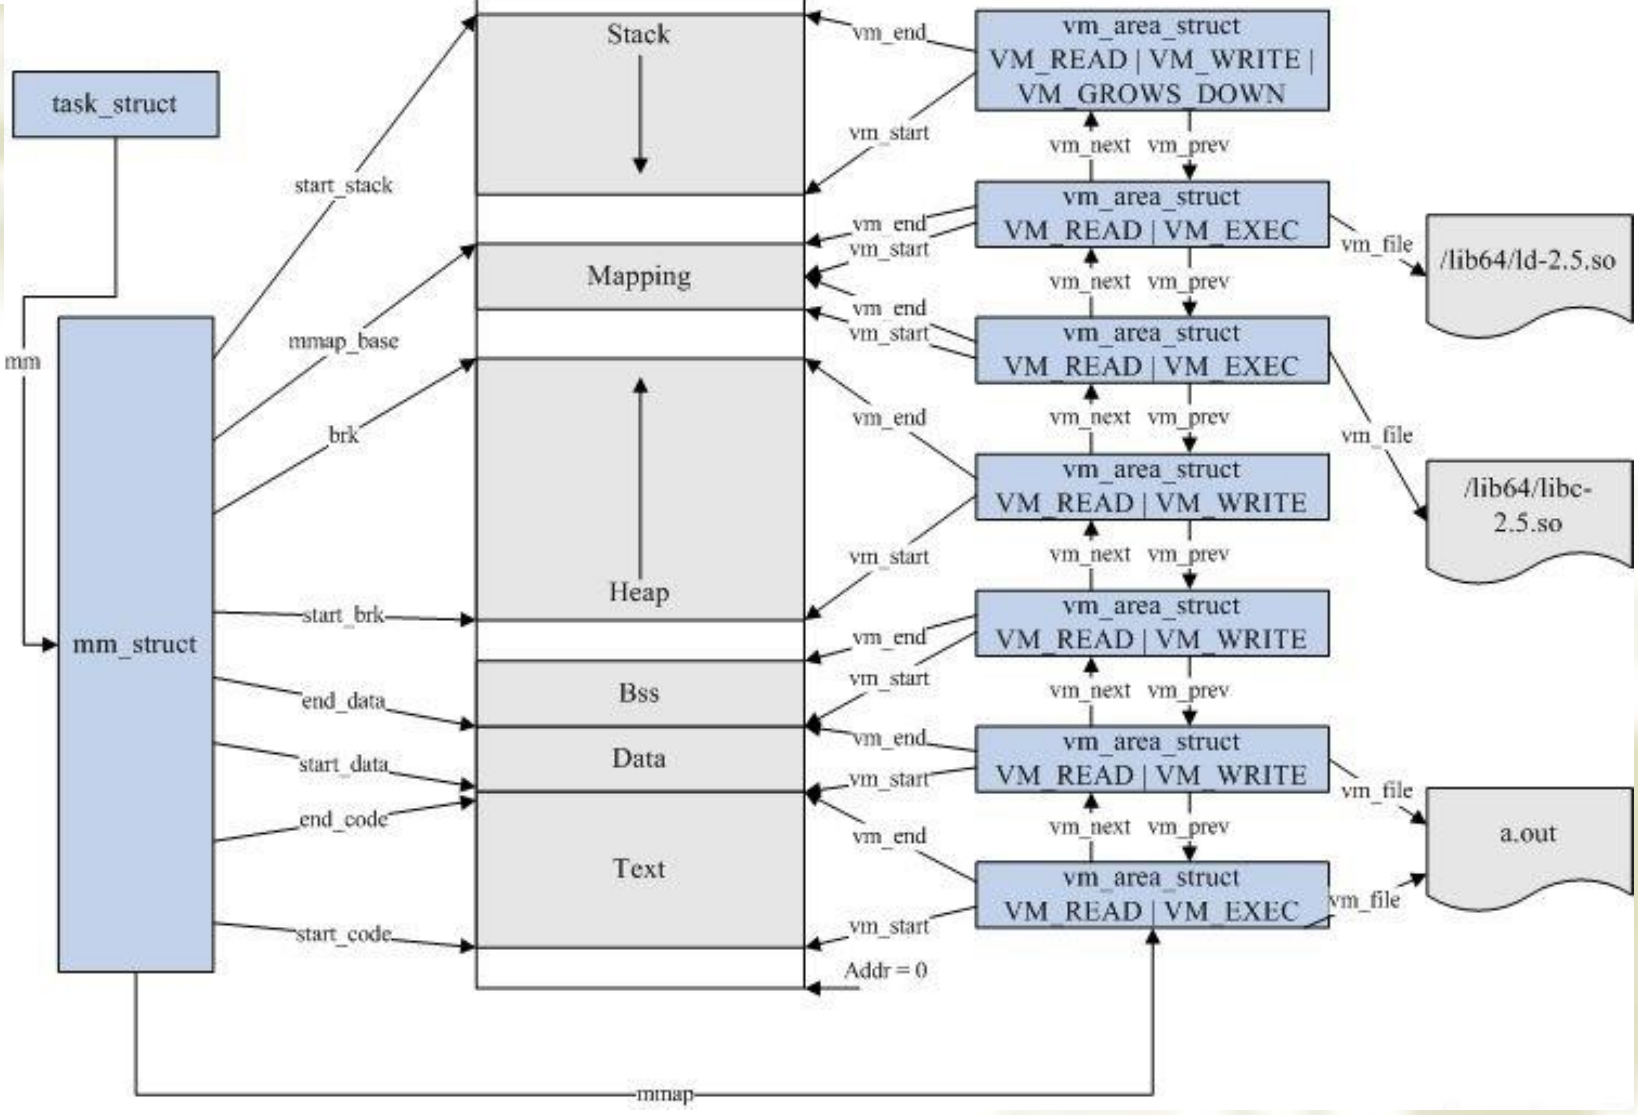 task_struct
mm
mm_struct
start_stack
mmap_base
brk
start_brk
end_data
start_data
end_code
start_code
mmap
Stack
Mapping
Heap
Bss
Data
Text
Addr = 0
vm_end
vm_start
vm_end
vm_start
vm_end
vm_start
vm_end
vm_start
vm_end
vm_start
vm_end
vm_start
vm_end
vm_start
vm_area_struct
VM_READ | VM_WRITE |
VM_GROWS_DOWN
vm_next vm_prev
vm_area_struct
VM_READ | VM_EXEC
vm_next vm_prev
vm_area_struct
VM_READ | VM_EXEC
vm_next vm_prev
vm_area_struct
VM_READ | VM_WRITE
vm_next vm_prev
vm_area_struct
VM_READ | VM_WRITE
vm_next vm_prev
vm_area_struct
VM_READ | VM_WRITE
vm_next vm_prev
vm_area_struct
VM_READ | VM_EXEC
vm_file
/lib64/ld-2.5.so
vm_file
/lib64/libc-
2.5.so
vm_file
a.out
vm_file